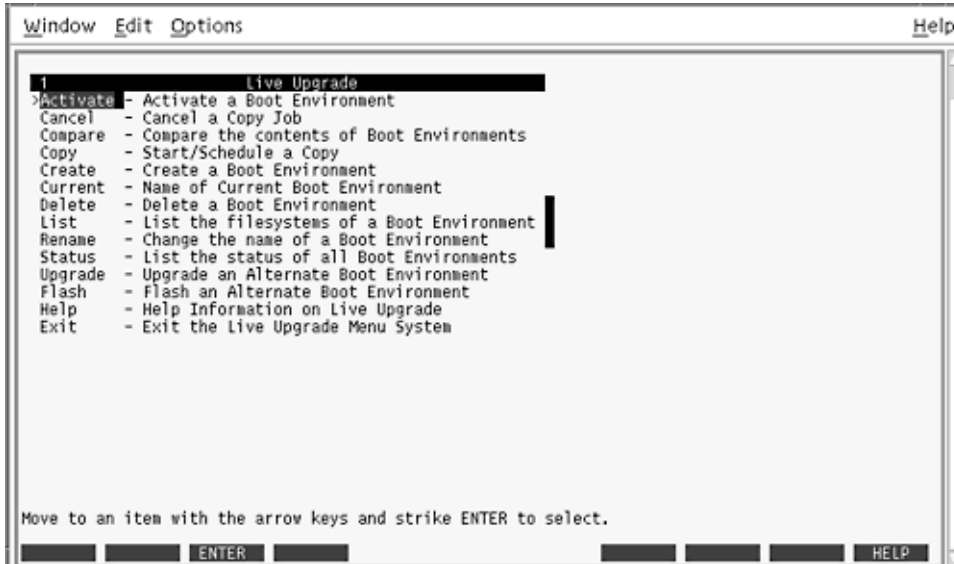 Window Edit Options Help
1 Live Upgrade
>Activate - Activate a Boot Environment
Cancel - Cancel a Copy Job
Compare - Compare the contents of Boot Environments
Copy - Start/Schedule a Copy
Create - Create a Boot Environment
Current - Name of Current Boot Environment
Delete - Delete a Boot Environment
List - List the filesystems of a Boot Environment
Rename - Change the name of a Boot Environment
Status - List the status of all Boot Environments
Upgrade - Upgrade an Alternate Boot Environment
Flash - Flash an Alternate Boot Environment
Help - Help Information on Live Upgrade
Exit - Exit the Live Upgrade Menu System
Move to an item with the arrow keys and strike ENTER to select.
ENTER HELP